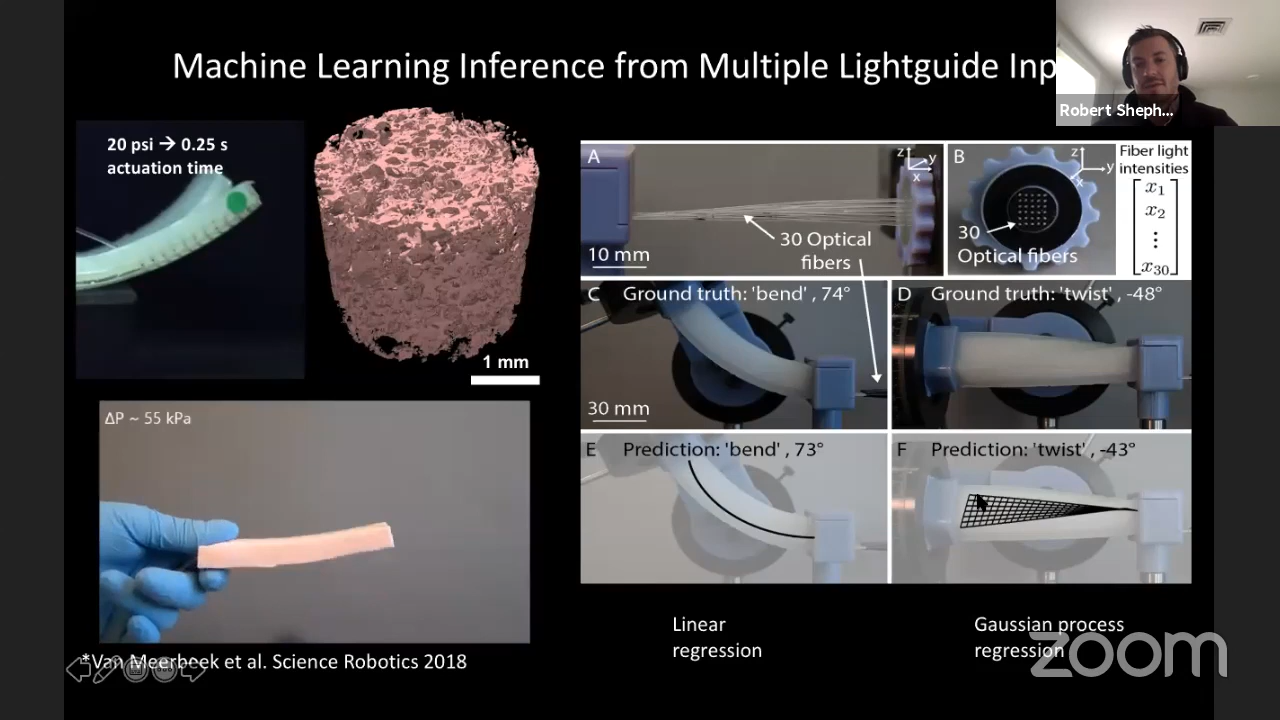 Machine Learning Inference from Multiple Lightguide Inp
Robert Sheph...
20 psi → 0.25 s
actuation time
1 mm
ΔP ~ 55 kPa
*Van Meerbeek et al. Science Robotics 2018
A
z
y
x
30 Optical
fibers
10 mm
B
z
y
x
30
Optical fibers
Fiber light
intensities
x1
x2
⋮
x30
C Ground truth: 'bend' , 74°
30 mm
D Ground truth: 'twist' , -48°
E Prediction: 'bend' , 73°
F Prediction: 'twist' , -43°
Linear
regression
Gaussian process
regression
zoom